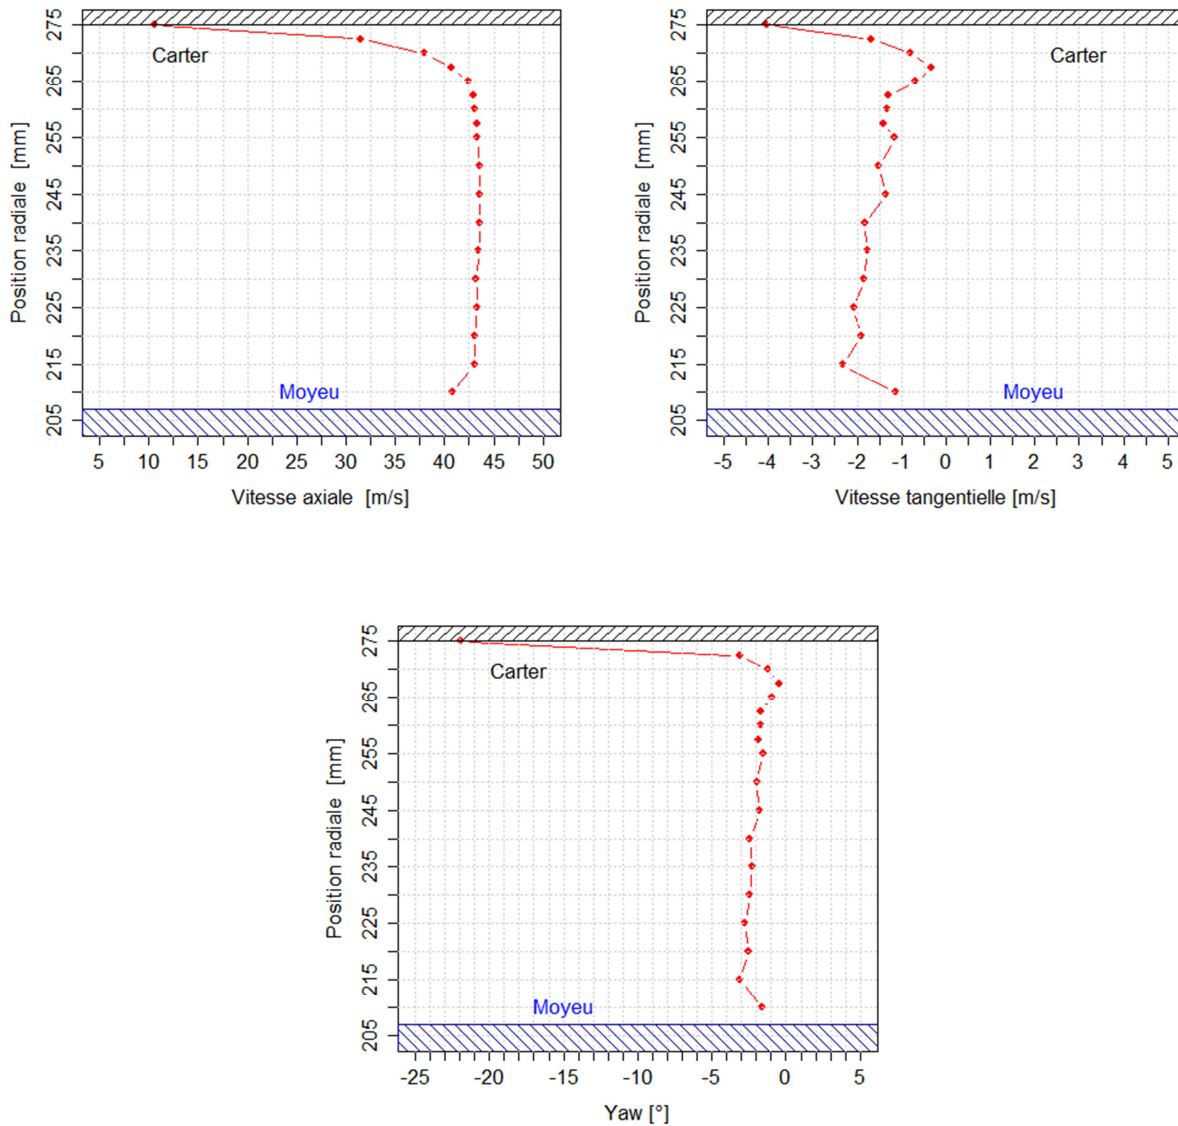 275
265
255
245
235
225
215
205
Position radiale [mm]
Carter
Moyeu
5 10 15 20 25 30 35 40 45 50
Vitesse axiale [m/s]
275
265
255
245
235
225
215
205
Position radiale [mm]
Carter
Moyeu
-5 -4 -3 -2 -1 0 1 2 3 4 5
Vitesse tangentielle [m/s]
275
265
255
245
235
225
215
205
Position radiale [mm]
Carter
Moyeu
-25 -20 -15 -10 -5 0 5
Yaw [°]